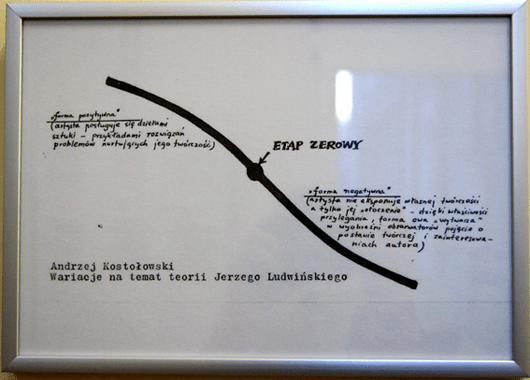 „forma pozytywna"
(artysta posługuje się dziełami
sztuki - przykładami rozwiązań
problemów nurtujących jego twórczość)
ETAP ZEROWY
„forma negatywna"
(artysta nie eksponuje własnej twórczości
a tylko jej „otoczenie" - dzięki właściwości
przylegania, forma owa „wytwarza"
w wyobraźni obserwatorów pojęcie o
postawie twórczej i zainteresowa-
niach autora)
Andrzej Kostołowski
Wariacje na temat teorii Jerzego Ludwińskiego